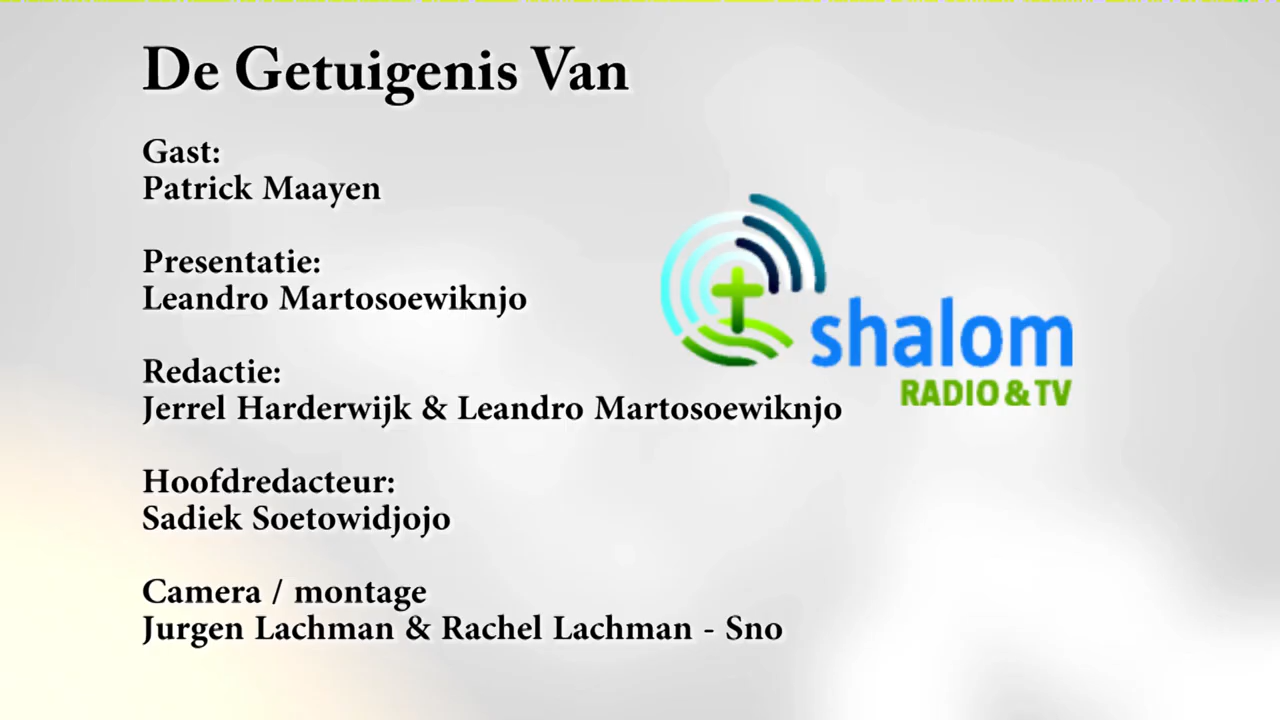 De Getuigenis Van
Gast:
Patrick Maayen
Presentatie:
Leandro Martosoewiknjo
Redactie:
Jerrel Harderwijk & Leandro Martosoewiknjo
Hoofdredacteur:
Sadiek Soetowidjojo
Camera / montage
Jurgen Lachman & Rachel Lachman - Sno
shalom
RADIO & TV